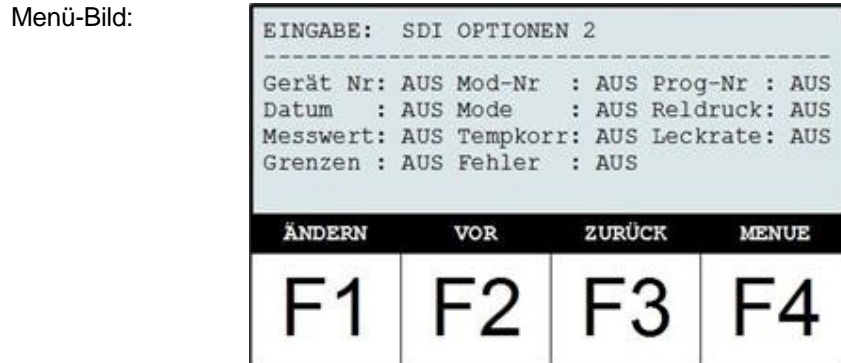 Menü-Bild:
EINGABE: SDI OPTIONEN 2
------------------------------------------------
Gerät Nr: AUS Mod-Nr : AUS Prog-Nr : AUS
Datum : AUS Mode : AUS Reldruck: AUS
Messwert: AUS Tempkorr: AUS Leckrate: AUS
Grenzen : AUS Fehler : AUS
ÄNDERN VOR ZURÜCK MENUE
F1 F2 F3 F4